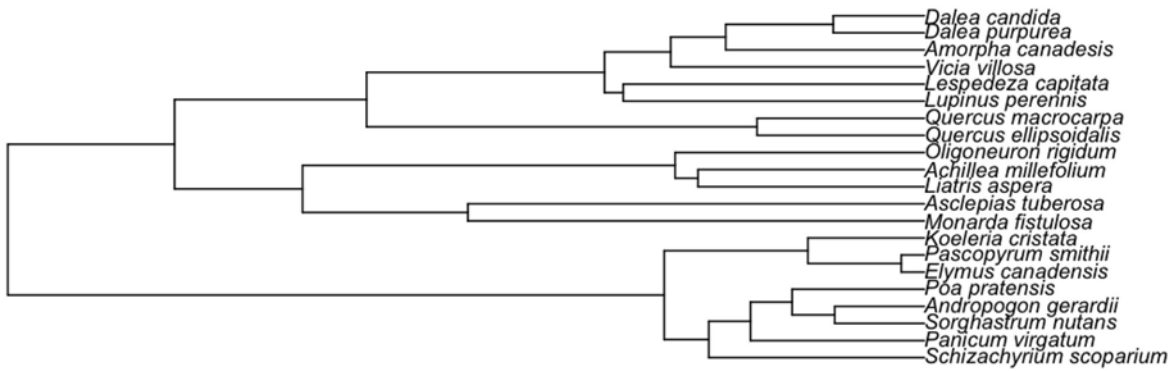 Dalea candida
Dalea purpurea
Amorpha canadesis
Vicia villosa
Lespedeza capitata
Lupinus perennis
Quercus macrocarpa
Quercus ellipsoidalis
Oligoneuron rigidum
Achillea millefolium
Liatris aspera
Asclepias tuberosa
Monarda fistulosa
Koeleria cristata
Pascopyrum smithii
Elymus canadensis
Poa pratensis
Andropogon gerardii
Sorghastrum nutans
Panicum virgatum
Schizachyrium scoparium